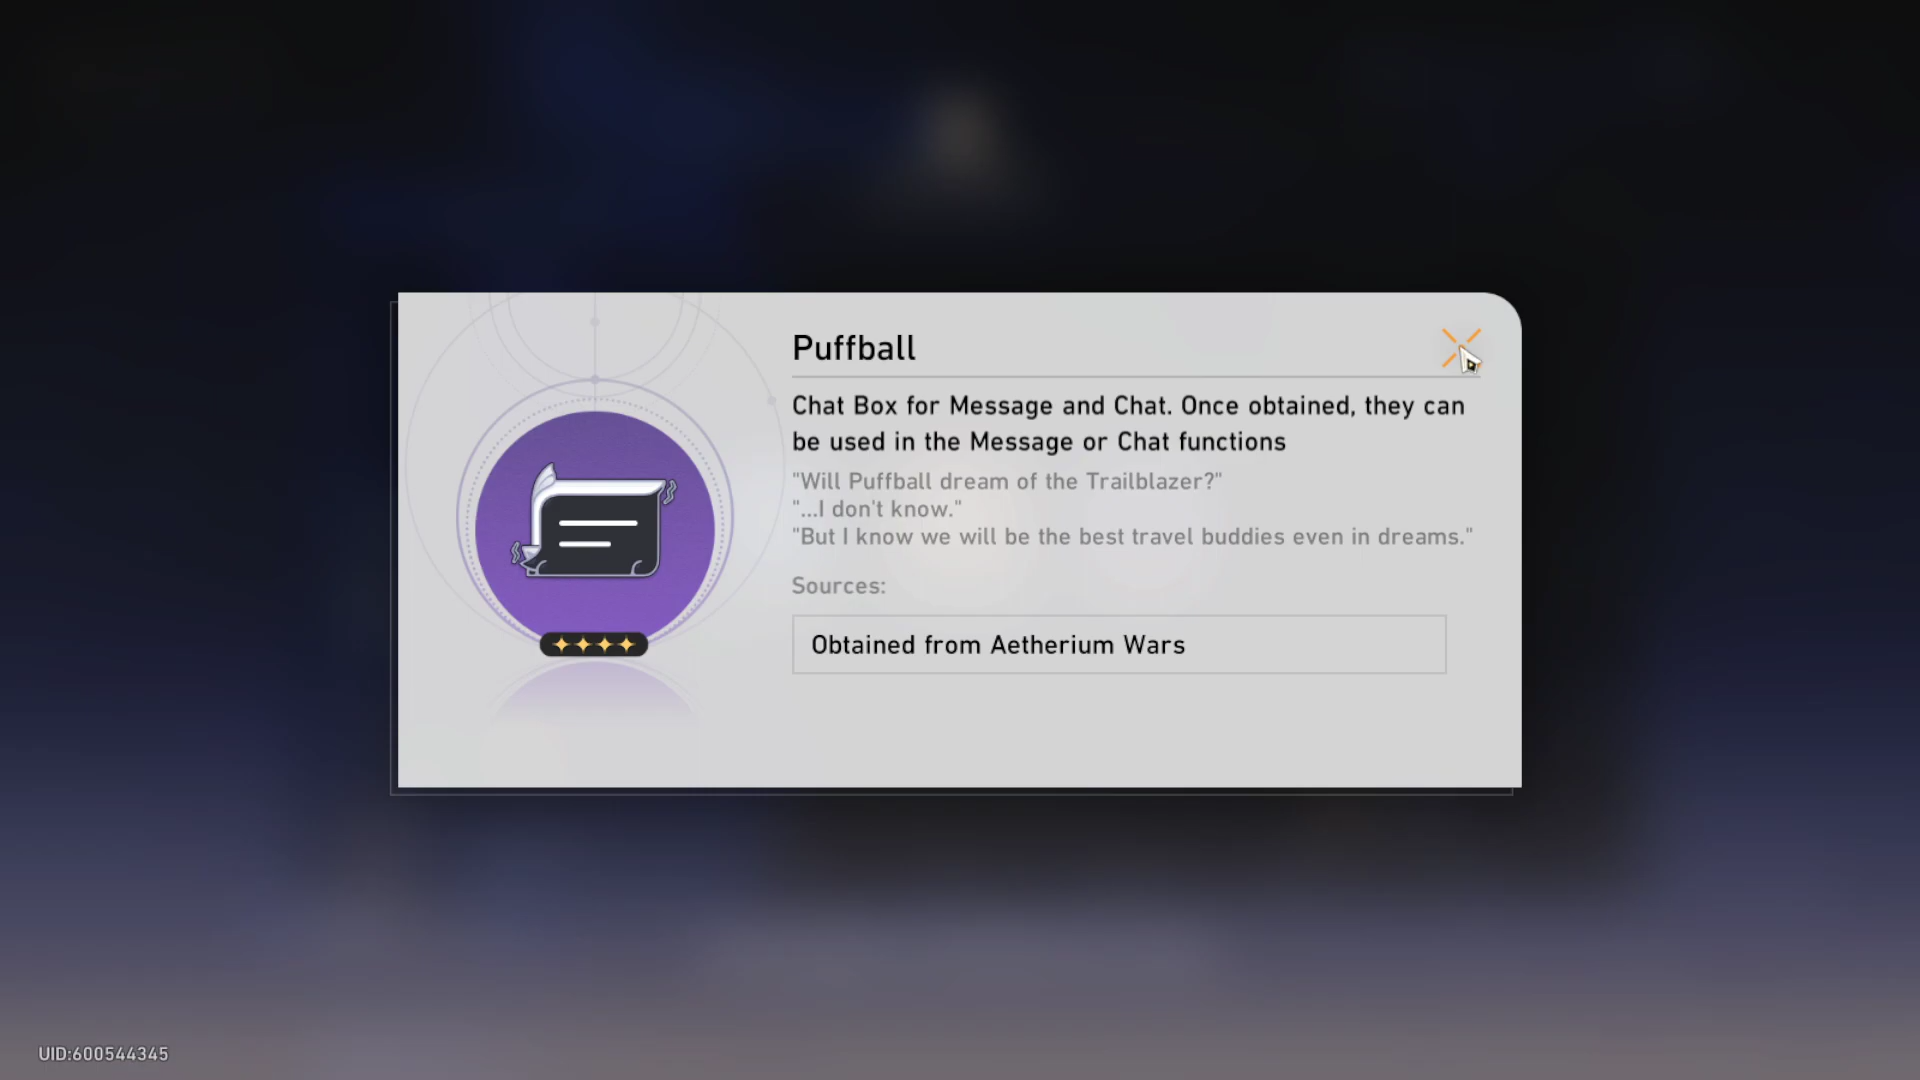 Puffball
Chat Box for Message and Chat. Once obtained, they can
be used in the Message or Chat functions
"Will Puffball dream of the Trailblazer?"
"...I don't know."
"But I know we will be the best travel buddies even in dreams."
Sources:
Obtained from Aetherium Wars
UID:600544345